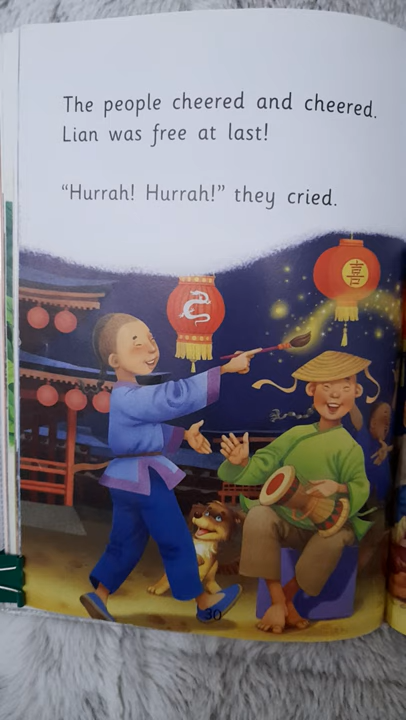 The people cheered and cheered.
Lian was free at last!
“Hurrah! Hurrah!” they cried.
喜
30